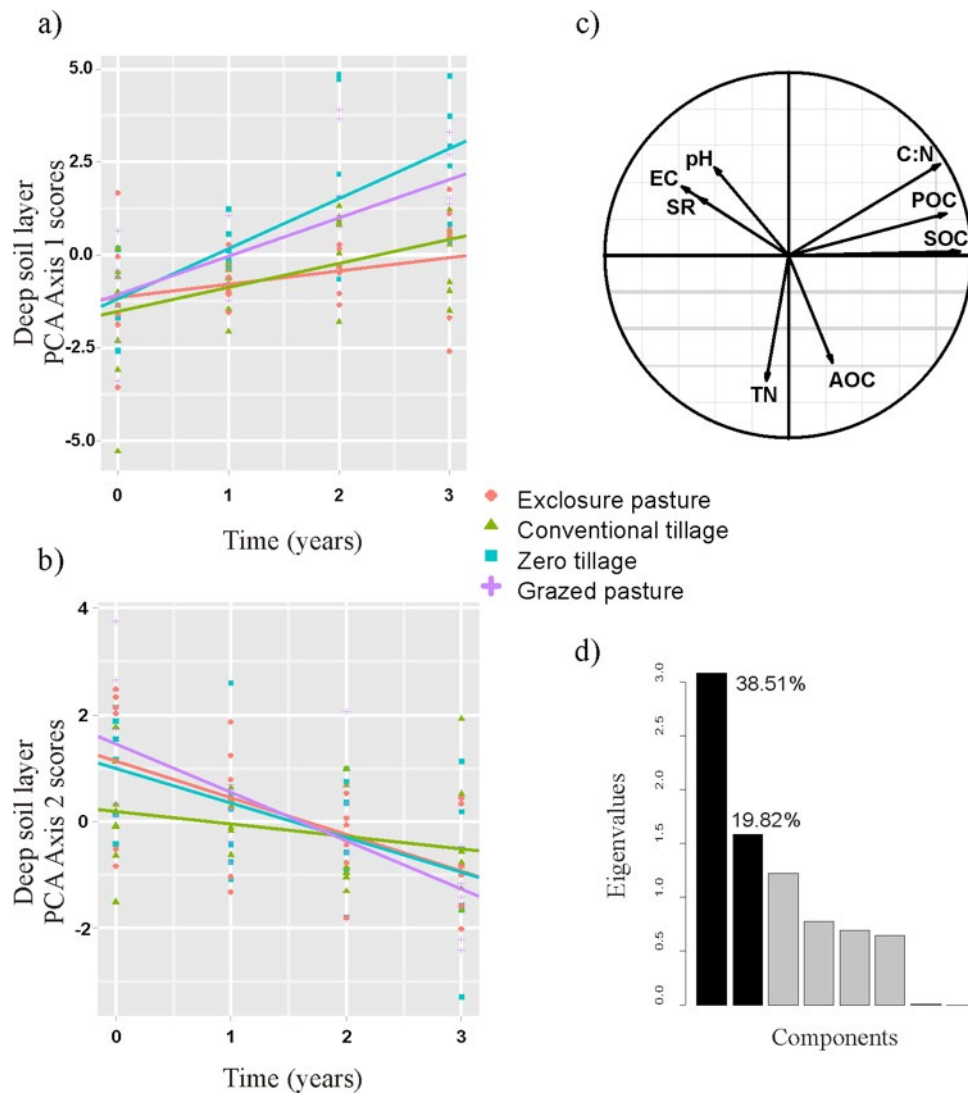 a)
Deep soil layer
PCA Axis 1 scores
5.0
2.5
0.0
-2.5
-5.0
0 1 2 3
Time (years)
c)
C:N
pH
POC
EC
SR
SOC
TN
AOC
Exclosure pasture
Conventional tillage
Zero tillage
Grazed pasture
b)
Deep soil layer
PCA Axis 2 scores
4
2
0
-2
0 1 2 3
Time (years)
d)
Eigenvalues
3.0
2.5
2.0
1.5
1.0
0.5
0.0
38.51%
19.82%
Components